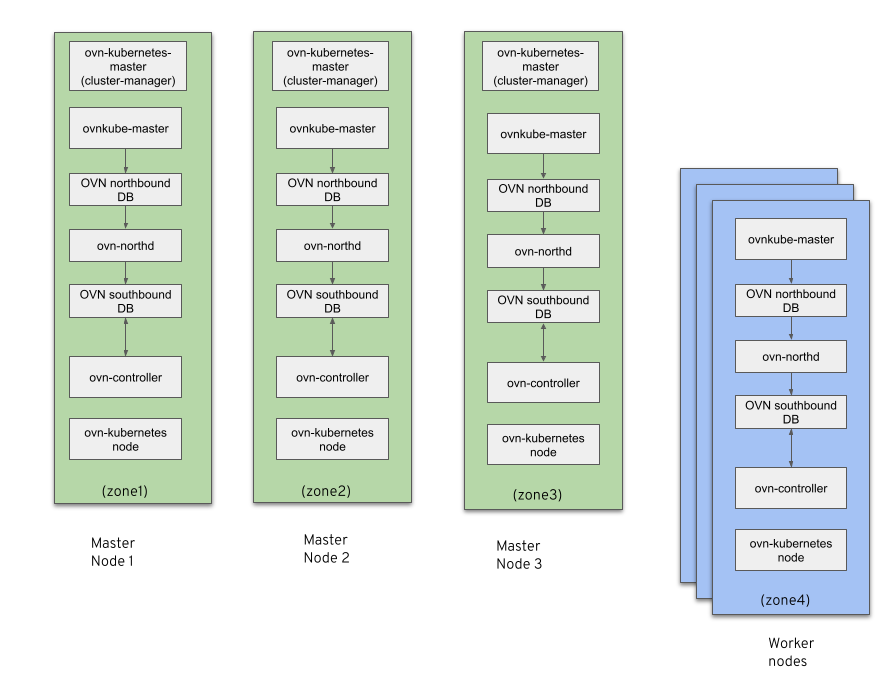 ovn-kubernetes-
master
(cluster-manager)
ovnkube-master
OVN northbound
DB
ovn-northd
OVN southbound
DB
ovn-controller
ovn-kubernetes
node
(zone1)
Master
Node 1
ovn-kubernetes-
master
(cluster-manager)
ovnkube-master
OVN northbound
DB
ovn-northd
OVN southbound
DB
ovn-controller
ovn-kubernetes
node
(zone2)
Master
Node 2
ovn-kubernetes-
master
(cluster-manager)
ovnkube-master
OVN northbound
DB
ovn-northd
OVN southbound
DB
ovn-controller
ovn-kubernetes
node
(zone3)
Master
Node 3
ovnkube-master
OVN northbound
DB
ovn-northd
OVN southbound
DB
ovn-controller
ovn-kubernetes
node
(zone4)
Worker
nodes